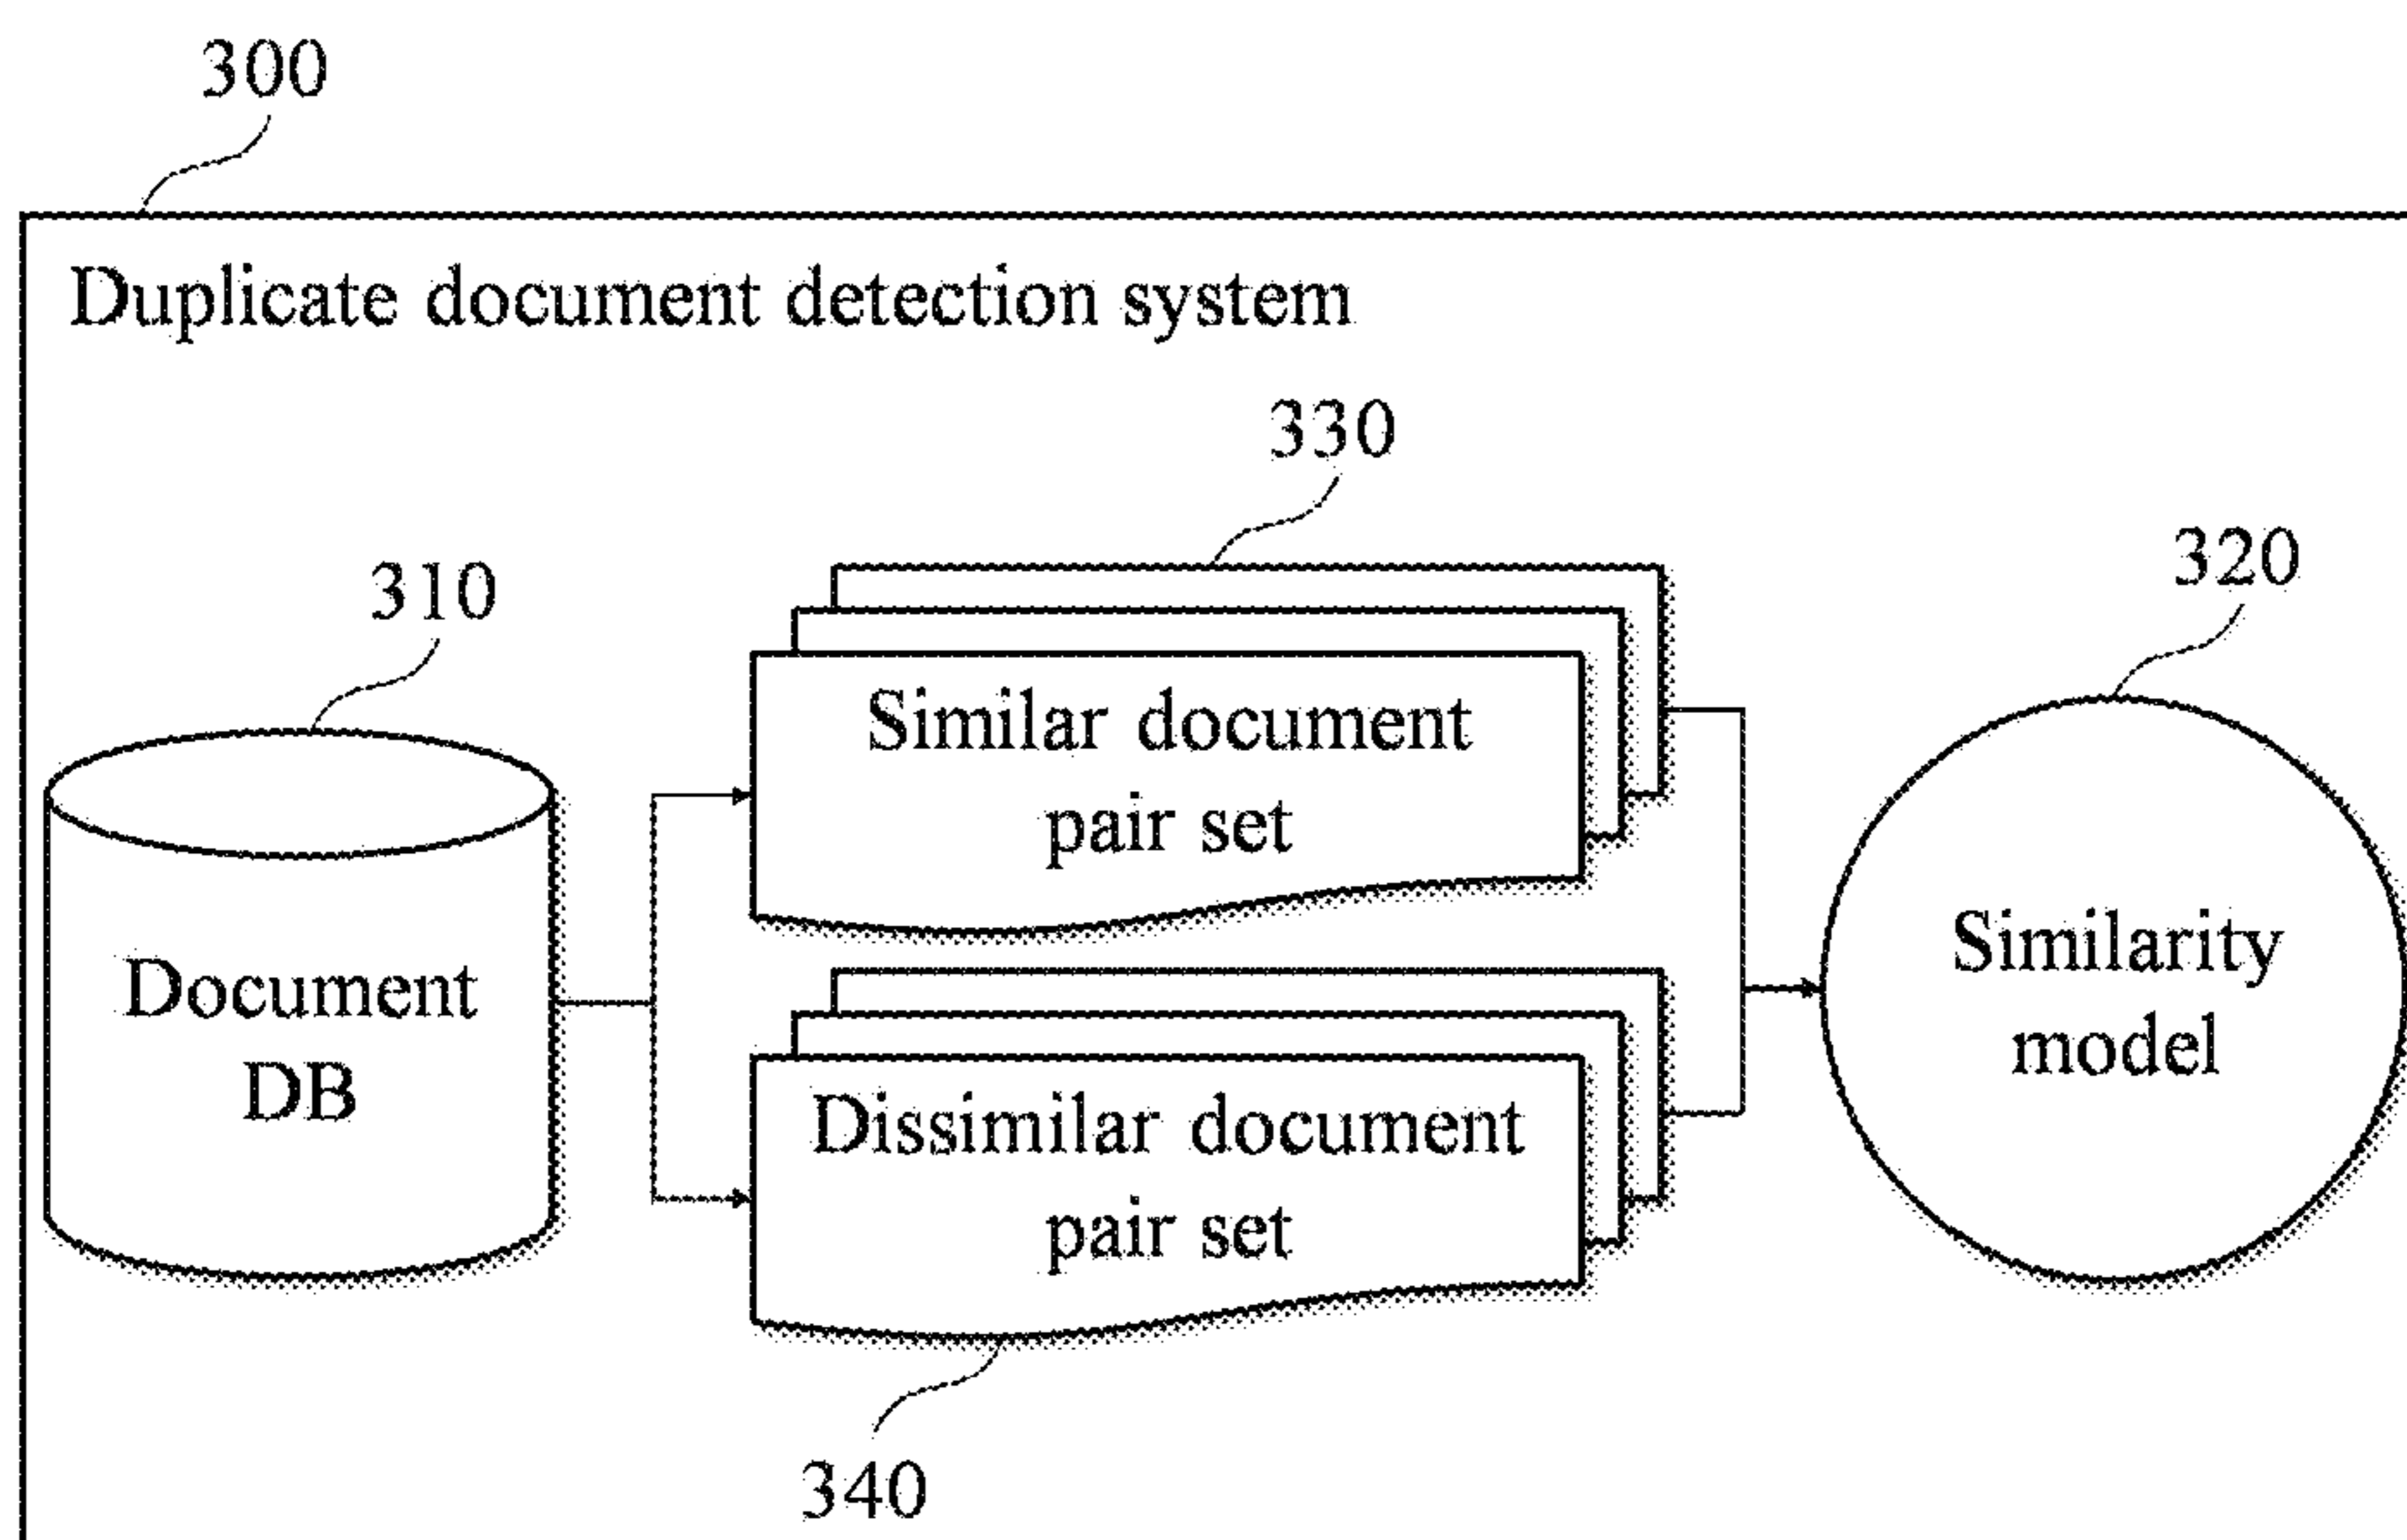 300
Duplicate document detection system
330
320
310
Similar document
pair set
Document
DB
Similarity
model
Dissimilar document
pair set
340